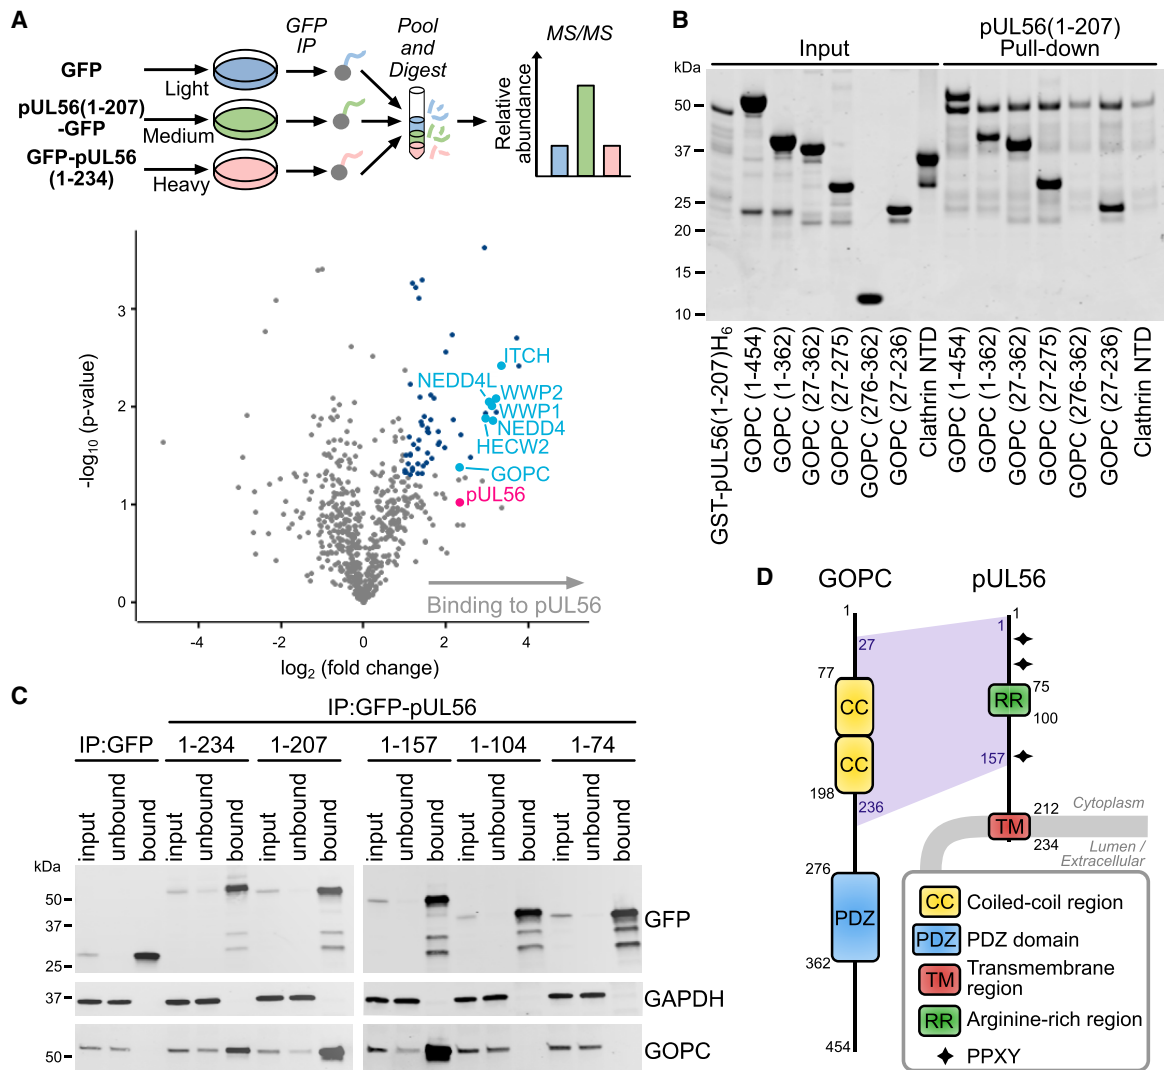 A
GFP IP
Pool and Digest
MS/MS
GFP
Light
pUL56(1-207)
-GFP
Medium
GFP-pUL56
(1-234)
Heavy
Relative
abundance
-log10 (p-value)
3
2
1
0
ITCH
NEDD4L
WWP2
WWP1
NEDD4
HECW2
GOPC
pUL56
Binding to pUL56
-4 -2 0 2 4
log2 (fold change)
B
Input
pUL56(1-207)
Pull-down
kDa
50
37
25
20
15
10
GST-pUL56(1-207)H6
GOPC (1-454)
GOPC (1-362)
GOPC (27-362)
GOPC (27-275)
GOPC (276-362)
GOPC (27-236)
Clathrin NTD
GOPC (1-454)
GOPC (1-362)
GOPC (27-362)
GOPC (27-275)
GOPC (276-362)
GOPC (27-236)
Clathrin NTD
C
IP:GFP-pUL56
IP:GFP 1-234 1-207 1-157 1-104 1-74
input unbound bound input unbound bound input unbound bound input unbound bound input unbound bound input unbound bound
kDa
50
37
25
GFP
37
GAPDH
50
GOPC
D
GOPC
pUL56
1
27
77
CC
CC
198
236
276
PDZ
362
454
1
1
75
RR
100
157
212
TM
234
Cytoplasm
Lumen /
Extracellular
CC Coiled-coil region
PDZ PDZ domain
TM Transmembrane
region
RR Arginine-rich region
PPXY